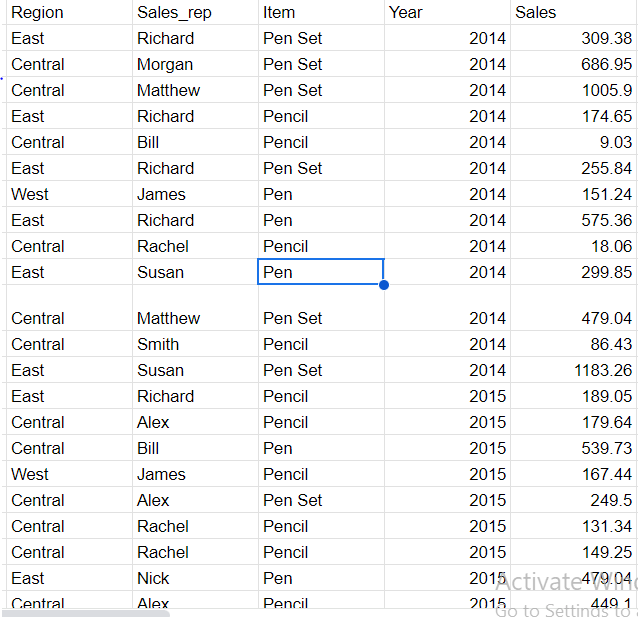 Region Sales_rep Item Year Sales
East Richard Pen Set 2014 309.38
Central Morgan Pen Set 2014 686.95
Central Matthew Pen Set 2014 1005.9
East Richard Pencil 2014 174.65
Central Bill Pencil 2014 9.03
East Richard Pen Set 2014 255.84
West James Pen 2014 151.24
East Richard Pen 2014 575.36
Central Rachel Pencil 2014 18.06
East Susan Pen 2014 299.85
Central Matthew Pen Set 2014 479.04
Central Smith Pencil 2014 86.43
East Susan Pen Set 2014 1183.26
East Richard Pencil 2015 189.05
Central Alex Pencil 2015 179.64
Central Bill Pen 2015 539.73
West James Pencil 2015 167.44
Central Alex Pen Set 2015 249.5
Central Rachel Pencil 2015 131.34
Central Rachel Pencil 2015 149.25
East Nick Pen 2015 479.04
Activate Win
Central Alex Pencil 2015 449.1
Go to Settings to a